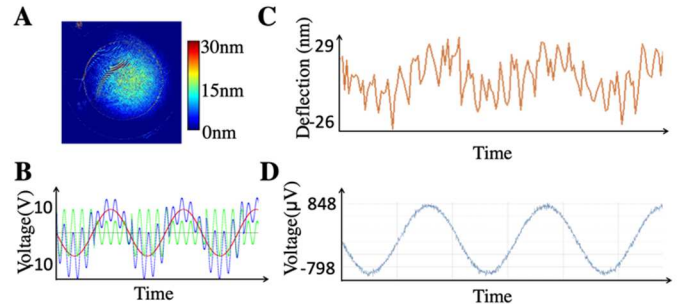 A
30nm
15nm
0nm
B
Voltage(V)
10
10
Time
C
Deflection (nm)
29
-26
Time
D
Voltage(µV)
848
-798
Time